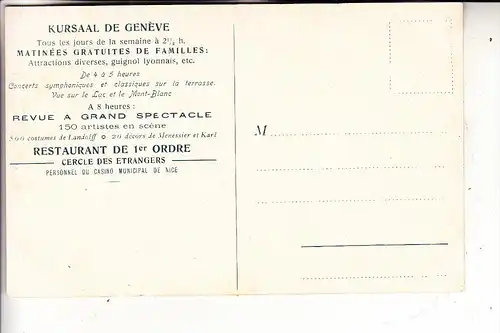 KURSAAL DE GENÈVE
Tous les jours de la semaine à 2 1/2 h.
MATINÉES GRATUITES DE FAMILLES:
Attractions diverses, guignol lyonnais, etc.
De 4 à 5 heures
Concerts symphoniques et classiques sur la terrasse.
Vue sur le Lac et le Mont-Blanc
A 8 heures :
REVUE A GRAND SPECTACLE
150 artistes en scène
costumes de Landolff 20 décors de Menessier et Karl
RESTAURANT DE 1er ORDRE
CERCLE DES ETRANGERS
PERSONNEL DU CASINO MUNICIPAL DE NICE
M